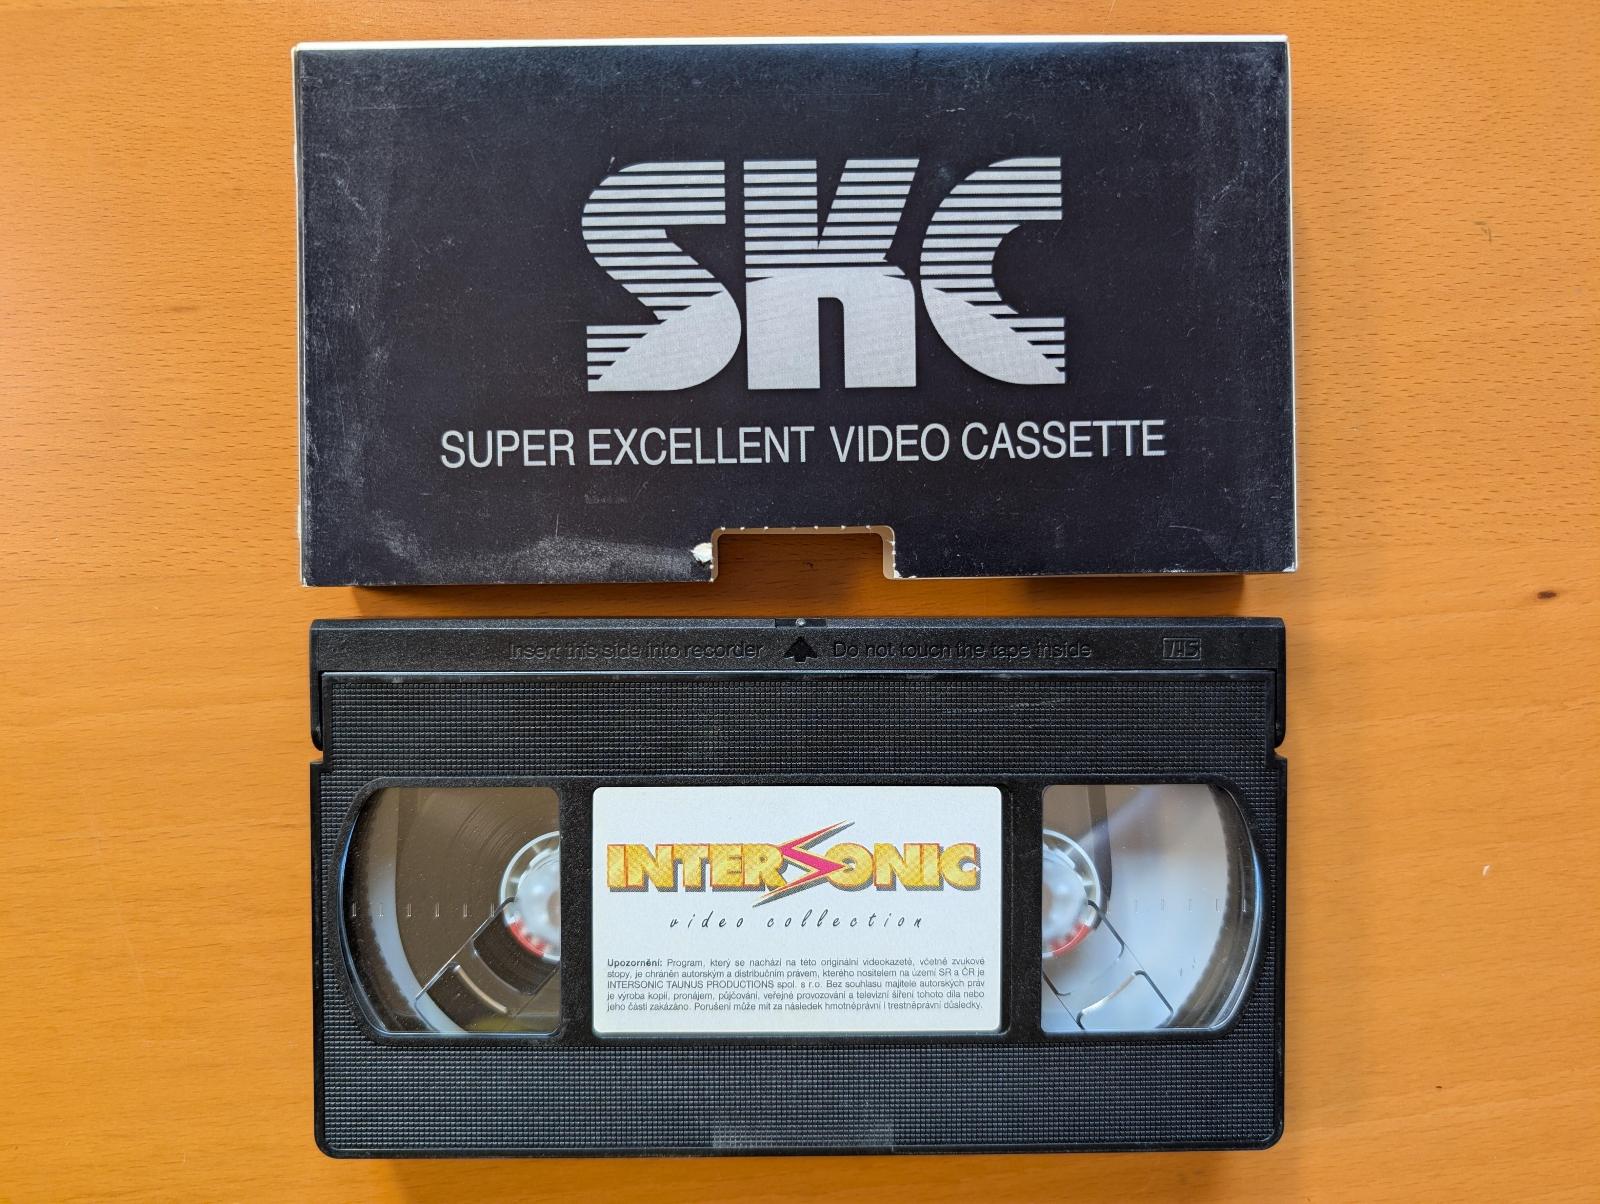 SKC
SUPER EXCELLENT VIDEO CASSETTE
Insert this side into recorder Do not touch the tape inside VHS
INTERSONIC
video collection
Upozornění: Program, který se nachází na této originální videokazetě, včetně zvukové
stopy, je chráněn autorským a distribučním právem, kterého nositelem na území SR a ČR je
INTERSONIC TAUNUS PRODUCTIONS spol. s r.o. Bez souhlasu majitele autorských práv
je výroba kopií, pronájem, půjčování, veřejné provozování a televizní šíření tohoto díla nebo
jeho části zakázáno. Porušení může mít za následek hmotněprávní i trestněprávní důsledky.